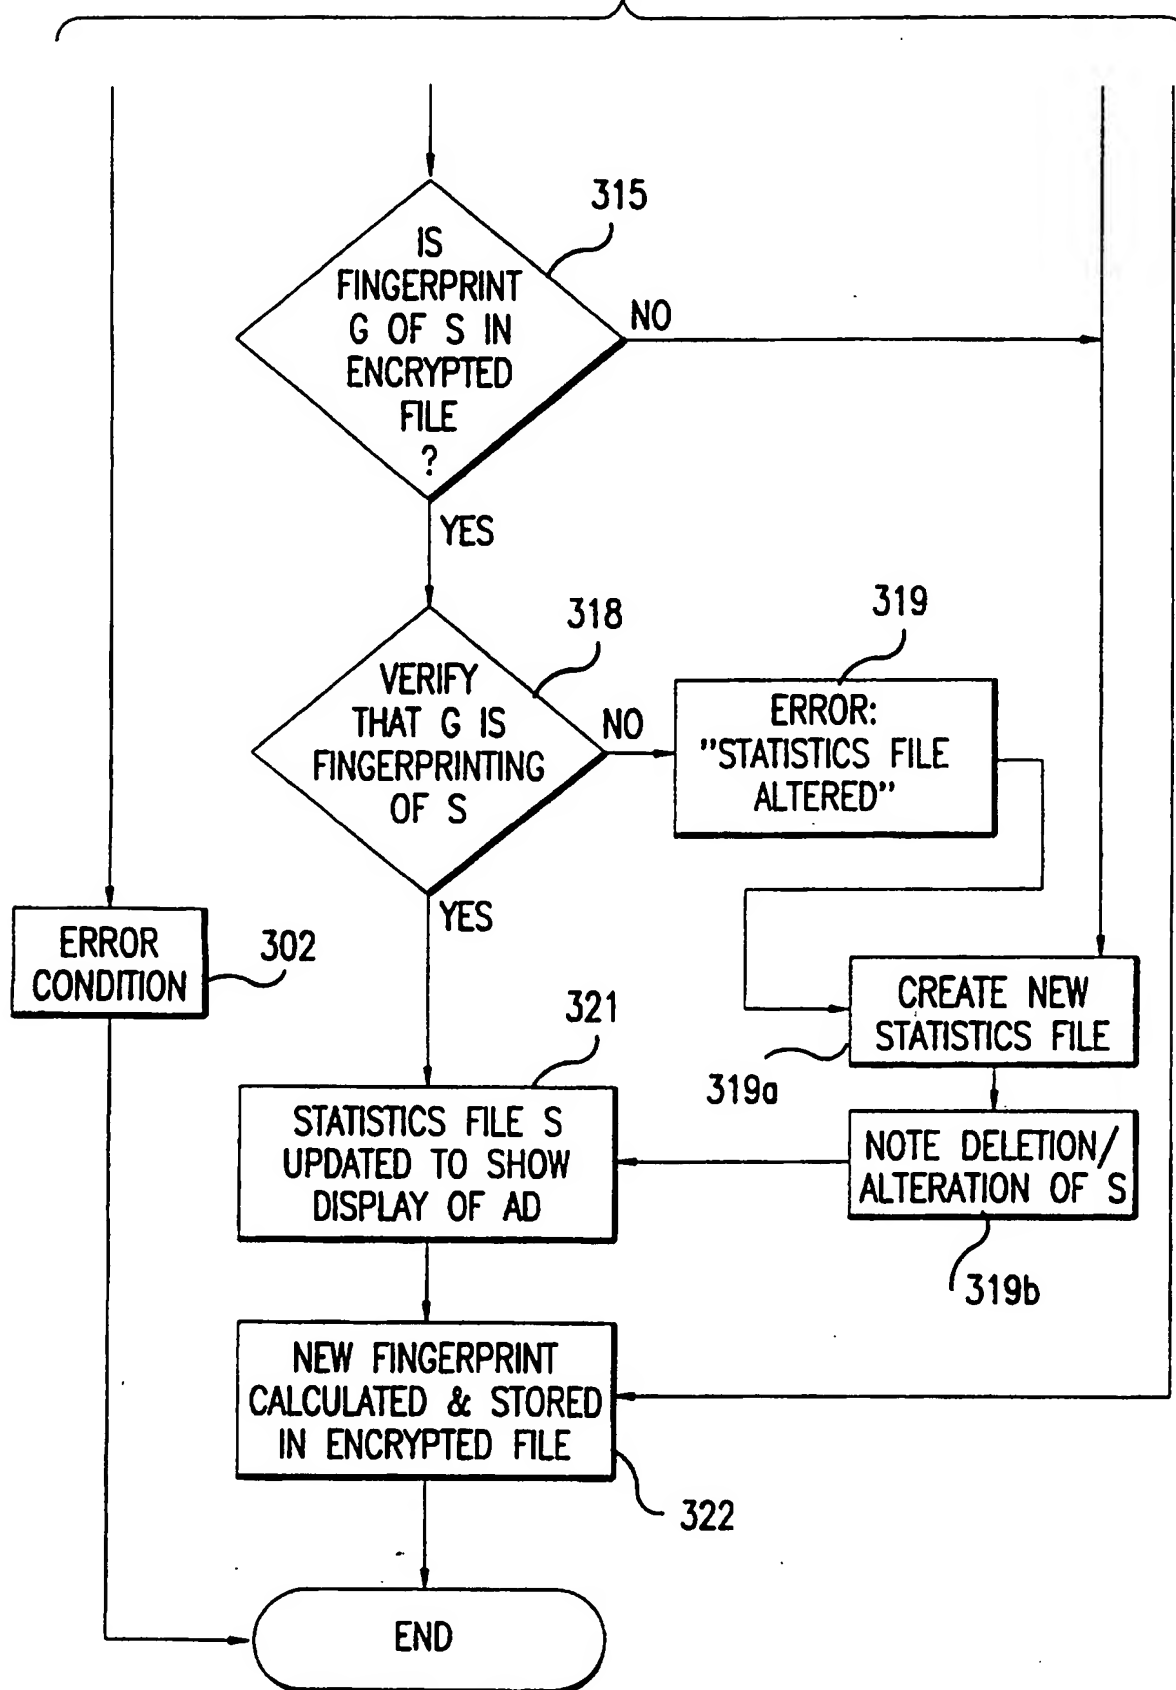 315
IS
FINGERPRINT
G OF S IN
ENCRYPTED
FILE
?
NO
YES
318
VERIFY
THAT G IS
FINGERPRINTING
OF S
NO
319
ERROR:
"STATISTICS FILE
ALTERED"
YES
ERROR
CONDITION
302
CREATE NEW
STATISTICS FILE
319a
321
STATISTICS FILE S
UPDATED TO SHOW
DISPLAY OF AD
NOTE DELETION/
ALTERATION OF S
319b
NEW FINGERPRINT
CALCULATED & STORED
IN ENCRYPTED FILE
322
END